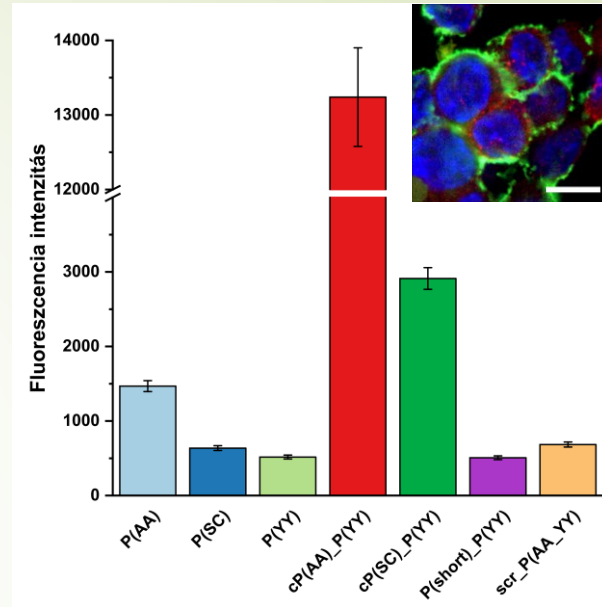 Fluoreszcencia intenzitás
14000
13000
12000
3000
2000
1000
0
P(AA)
P(SC)
P(YY)
cP(AA)_P(YY)
cP(SC)_P(YY)
P(short)_P(YY)
scr_P(AA_YY)